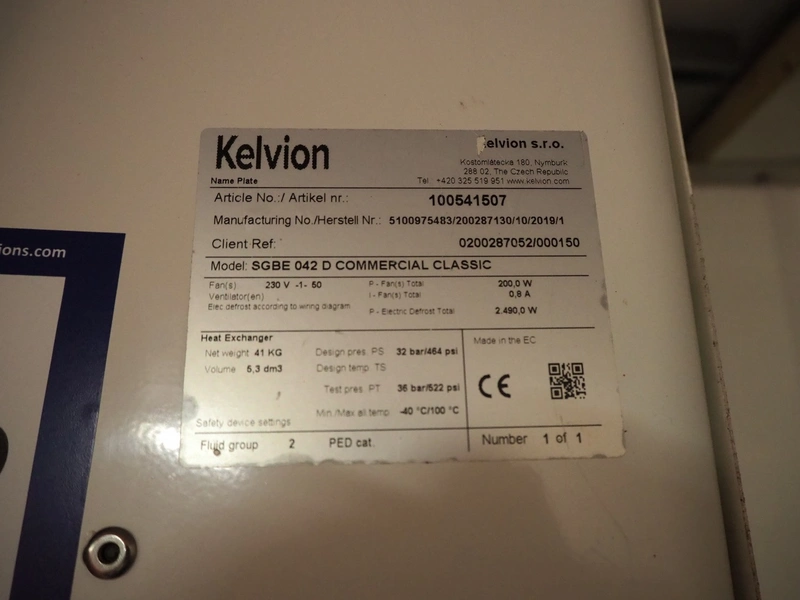 Kelvion
elvion s.r.o.
Kostomlátecká 180, Nymburk
288 02, The Czech Republic
Name Plate
Tel. +420 325 519 951 www.kelvion.com
Article No.:/ Artikel nr.: 100541507
Manufacturing No./Herstell Nr.: 5100975483/200287130/10/2019/1
Client Ref: 0200287052/000150
Model: SGBE 042 D COMMERCIAL CLASSIC
Fan(s) 230 V -1- 50 P - Fan(s) Total 200,0 W
Ventilator(en) I - Fan(s) Total 0,8 A
Elec defrost according to wiring diagram P - Electric Defrost Total 2.490,0 W
Heat Exchanger
Net weight 41 KG Design pres. PS 32 bar/464 psi
Volume 5,3 dm3 Design temp TS
Test pres. PT 36 bar/522 psi
Min./Max all.temp -40 °C/100 °C
Safety device settings
Made in the EC
CE
Fluid group 2 PED cat. Number 1 of 1
ions.com